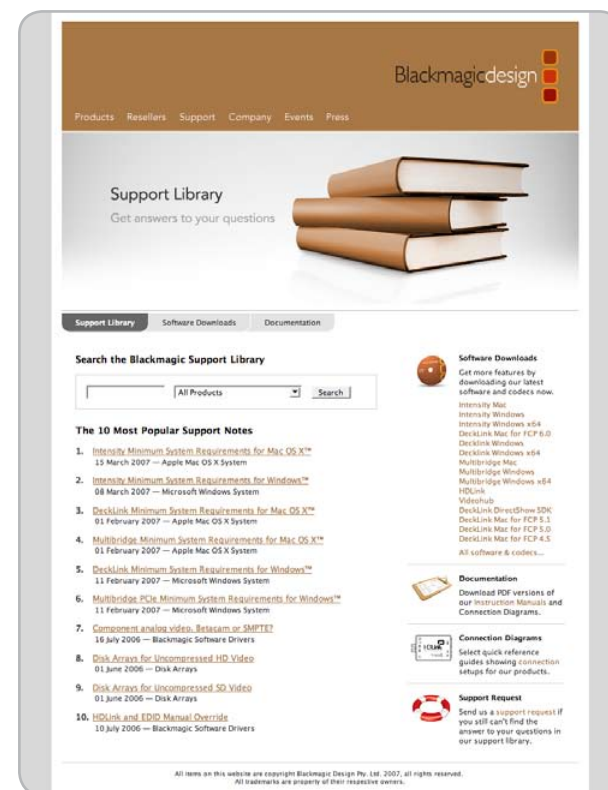 Blackmagicdesign
Products Resellers Support Company Events Press
Support Library
Get answers to your questions
Support Library Software Downloads Documentation
Search the Blackmagic Support Library
All Products Search
The 10 Most Popular Support Notes
1. Intensity Minimum System Requirements for Mac OS X™
15 March 2007 — Apple Mac OS X System
2. Intensity Minimum System Requirements for Windows™
08 March 2007 — Microsoft Windows System
3. DeckLink Minimum System Requirements for Mac OS X™
01 February 2007 — Apple Mac OS X System
4. Multibridge Minimum System Requirements for Mac OS X™
01 February 2007 — Apple Mac OS X System
5. DeckLink Minimum System Requirements for Windows™
11 February 2007 — Microsoft Windows System
6. Multibridge PCIe Minimum System Requirements for Windows™
11 February 2007 — Microsoft Windows System
7. Component analog video. Betacam or SMPTE?
16 July 2006 — Blackmagic Software Drivers
8. Disk Arrays for Uncompressed HD Video
01 June 2006 — Disk Arrays
9. Disk Arrays for Uncompressed SD Video
01 June 2006 — Disk Arrays
10. HDLink and EDID Manual Override
10 July 2006 — Blackmagic Software Drivers
Software Downloads
Get more features by
downloading our latest
software and codecs now.
Intensity Mac
Intensity Windows
Intensity Windows x64
DeckLink Mac for FCP 6.0
Decklink Windows
Decklink Windows x64
Multibridge Mac
Multibridge Windows
Multibridge Windows x64
HDLink
Videohub
DeckLink DirectShow SDK
DeckLink Mac for FCP 5.1
DeckLink Mac for FCP 5.0
DeckLink Mac for FCP 4.5
All software & codecs...
Documentation
Download PDF versions of
our Instruction Manuals and
Connection Diagrams.
Connection Diagrams
Select quick reference
guides showing connection
setups for our products.
Support Request
Send us a support request if
you still can't find the
answer to your questions in
our support library.
All items on this website are copyright Blackmagic Design Pty. Ltd. 2007, all rights reserved.
All trademarks are property of their respective owners.